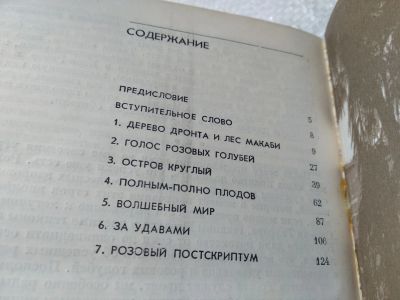 СОДЕРЖАНИЕ
ПРЕДИСЛОВИЕ 5
ВСТУПИТЕЛЬНОЕ СЛОВО 8
1. ДЕРЕВО ДРОНТА И ЛЕС МАКАБИ 9
2. ГОЛОС РОЗОВЫХ ГОЛУБЕЙ 27
3. ОСТРОВ КРУГЛЫЙ 39
4. ПОЛНЫМ-ПОЛНО ПЛОДОВ 62
5. ВОЛШЕБНЫЙ МИР 87
6. ЗА УДАВАМИ 106
7. РОЗОВЫЙ ПОСТСКРИПТУМ 124